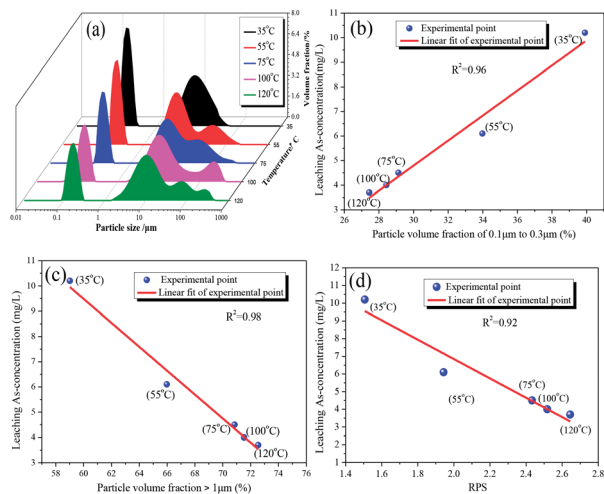 (a)
35°C
55°C
75°C
100°C
120°C
8.0
6.4
4.8
3.2
1.6
0.0
Volume fraction/%
35
55
75
100
120
Temperature/° C
0.01
0.1
1
10
100
1000
Particle size /μm
(b)
Experimental point
Linear fit of experimental point
R²=0.96
(35°C)
(55°C)
(75°C)
(100°C)
(120°C)
11
10
9
8
7
6
5
4
3
Leaching As-concentration(mg/L)
26 28 30 32 34 36 38 40
Particle volume fraction of 0.1μm to 0.3μm (%)
(c)
Experimental point
Linear fit of experimental point
R²=0.98
(35°C)
(55°C)
(75°C)
(100°C)
(120°C)
11
10
9
8
7
6
5
4
3
Leaching As-concentration (mg/L)
58 60 62 64 66 68 70 72 74 76
Particle volume fraction > 1μm (%)
(d)
Experimental point
Linear fit of experimental point
R²=0.92
(35°C)
(55°C)
(75°C)
(100°C)
(120°C)
12
11
10
9
8
7
6
5
4
3
2
1
Leaching As-concentration (mg/L)
1.4 1.6 1.8 2.0 2.2 2.4 2.6 2.8
RPS